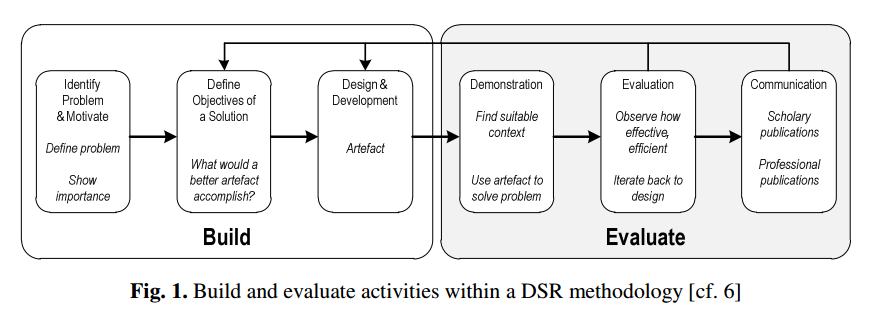 Identify
Problem
& Motivate
Define problem
Show
importance
Define
Objectives of
a Solution
What would a
better artefact
accomplish?
Design &
Development
Artefact
Build
Demonstration
Find suitable
context
Use artefact to
solve problem
Evaluation
Observe how
effective,
efficient
Iterate back to
design
Communication
Scholary
publications
Professional
publications
Evaluate
Fig. 1. Build and evaluate activities within a DSR methodology [cf. 6]